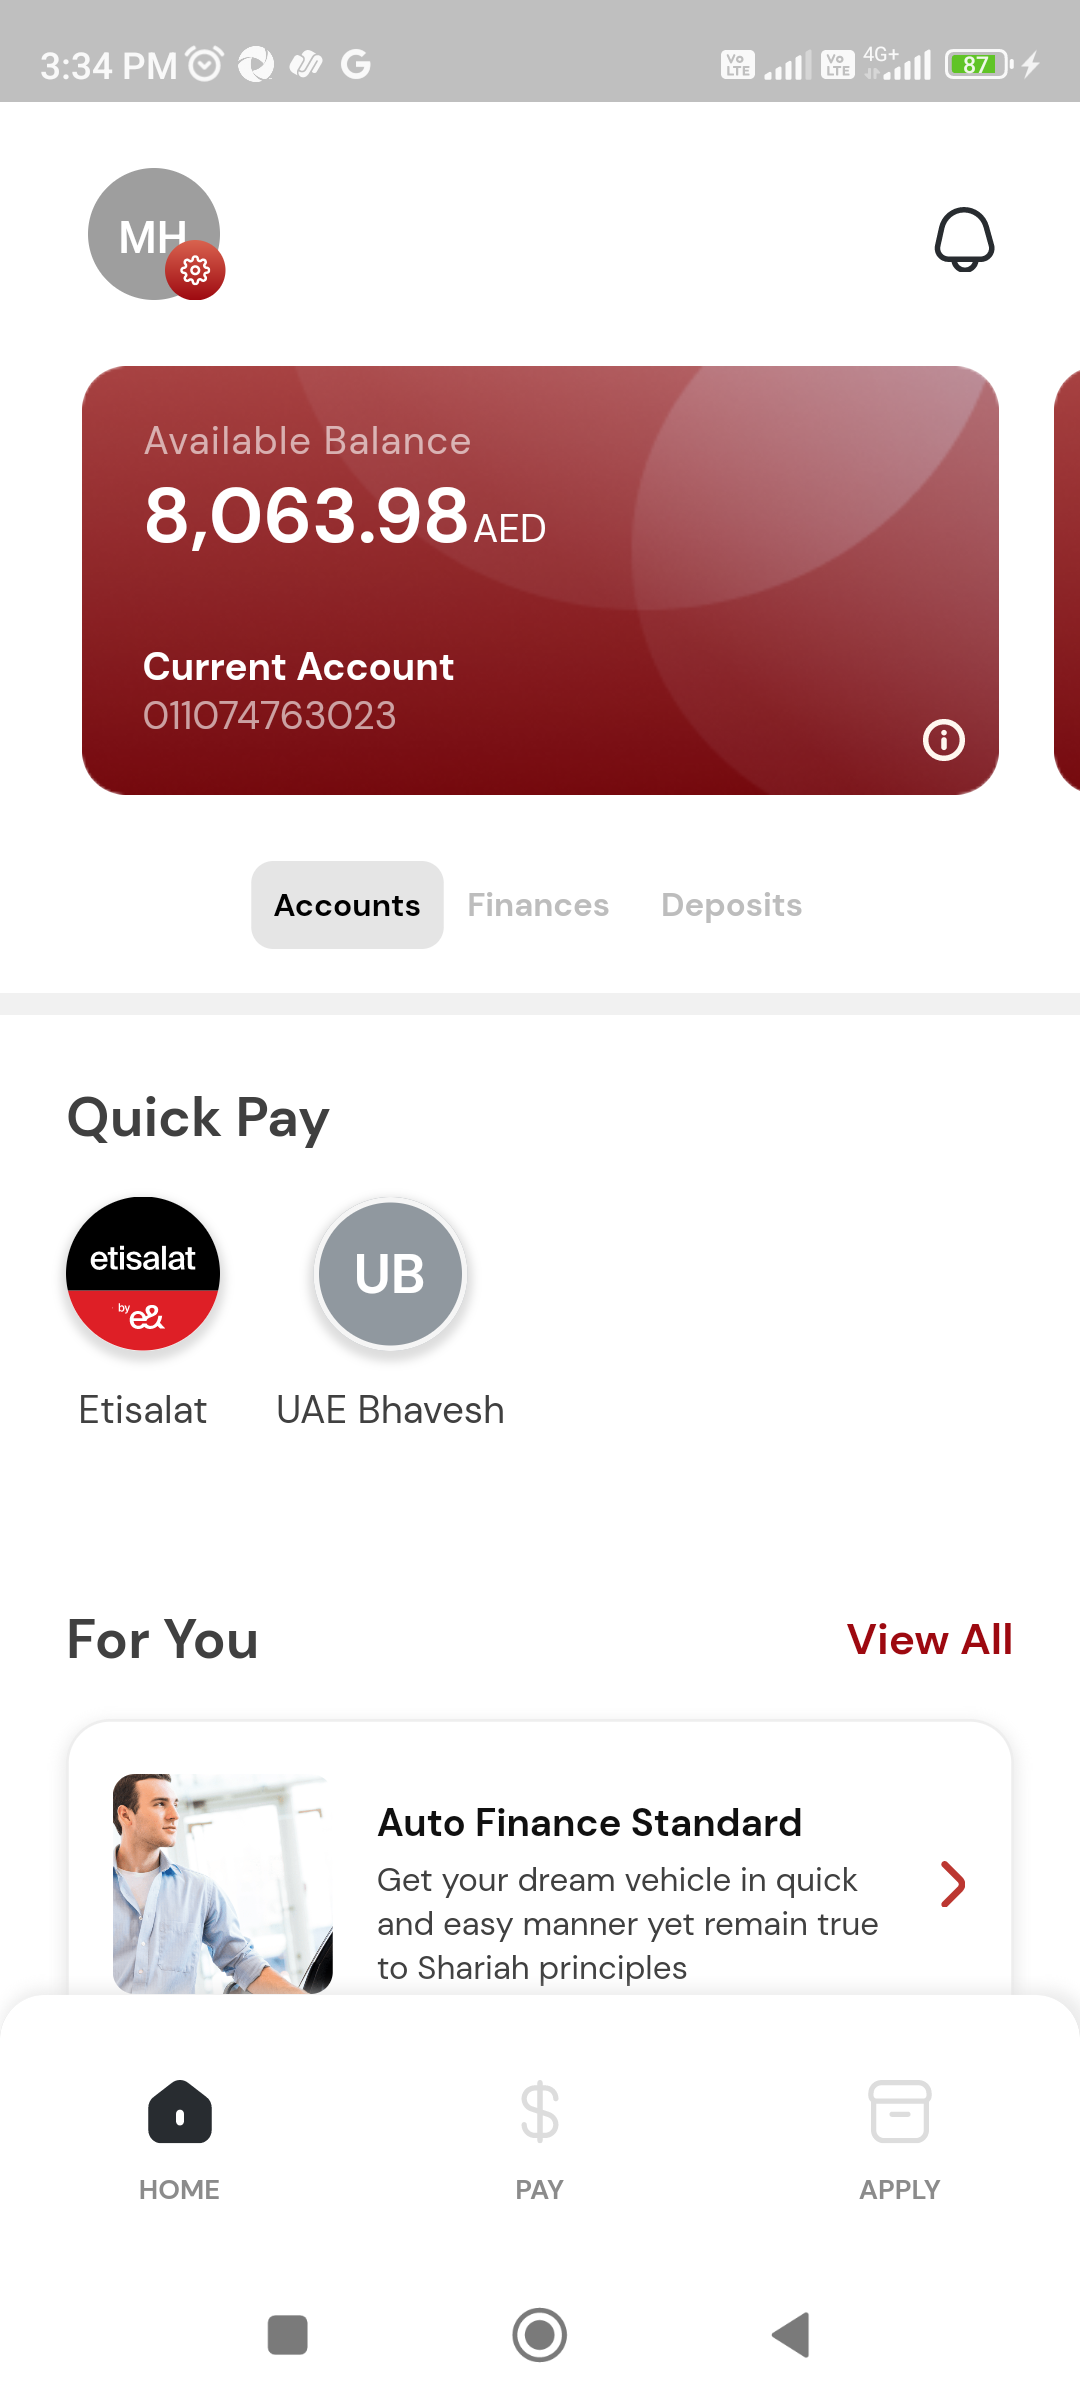 3:34 PM
Vo LTE
Vo LTE
4G+
87
MH
Available Balance
8,063.98 AED
Current Account
011074763023
Accounts Finances Deposits
Quick Pay
etisalat
by e&
UB
Etisalat
UAE Bhavesh
For You
View All
Auto Finance Standard
Get your dream vehicle in quick
and easy manner yet remain true
to Shariah principles
HOME
PAY
APPLY